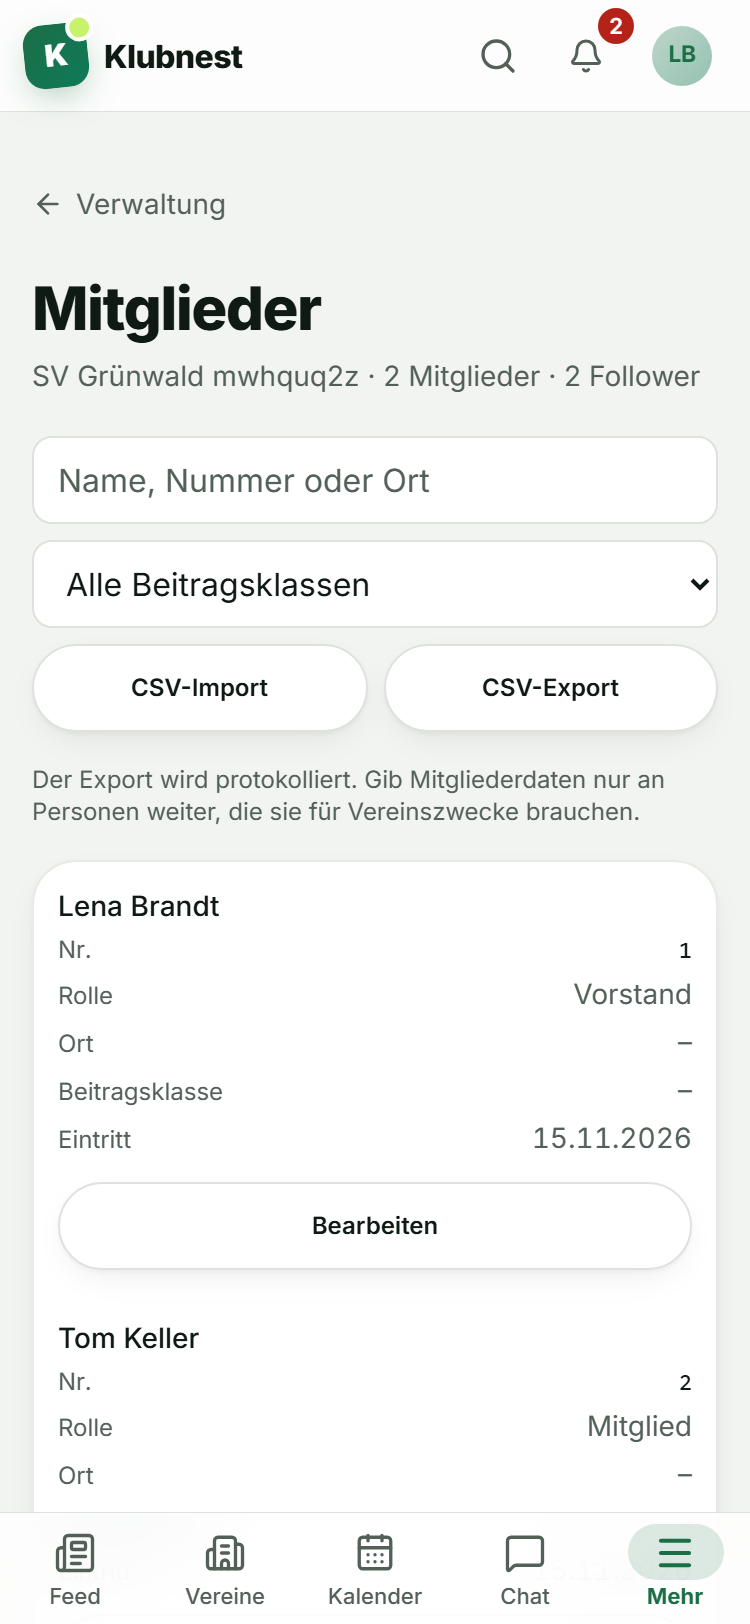 K Klubnest 2 LB
Verwaltung
Mitglieder
SV Grünwald mwhquq2z · 2 Mitglieder · 2 Follower
Name, Nummer oder Ort
Alle Beitragsklassen
CSV-Import CSV-Export
Der Export wird protokolliert. Gib Mitgliederdaten nur an
Personen weiter, die sie für Vereinszwecke brauchen.
Lena Brandt
Nr. 1
Rolle Vorstand
Ort –
Beitragsklasse –
Eintritt 15.11.2026
Bearbeiten
Tom Keller
Nr. 2
Rolle Mitglied
Ort –
Feed Vereine Kalender Chat Mehr